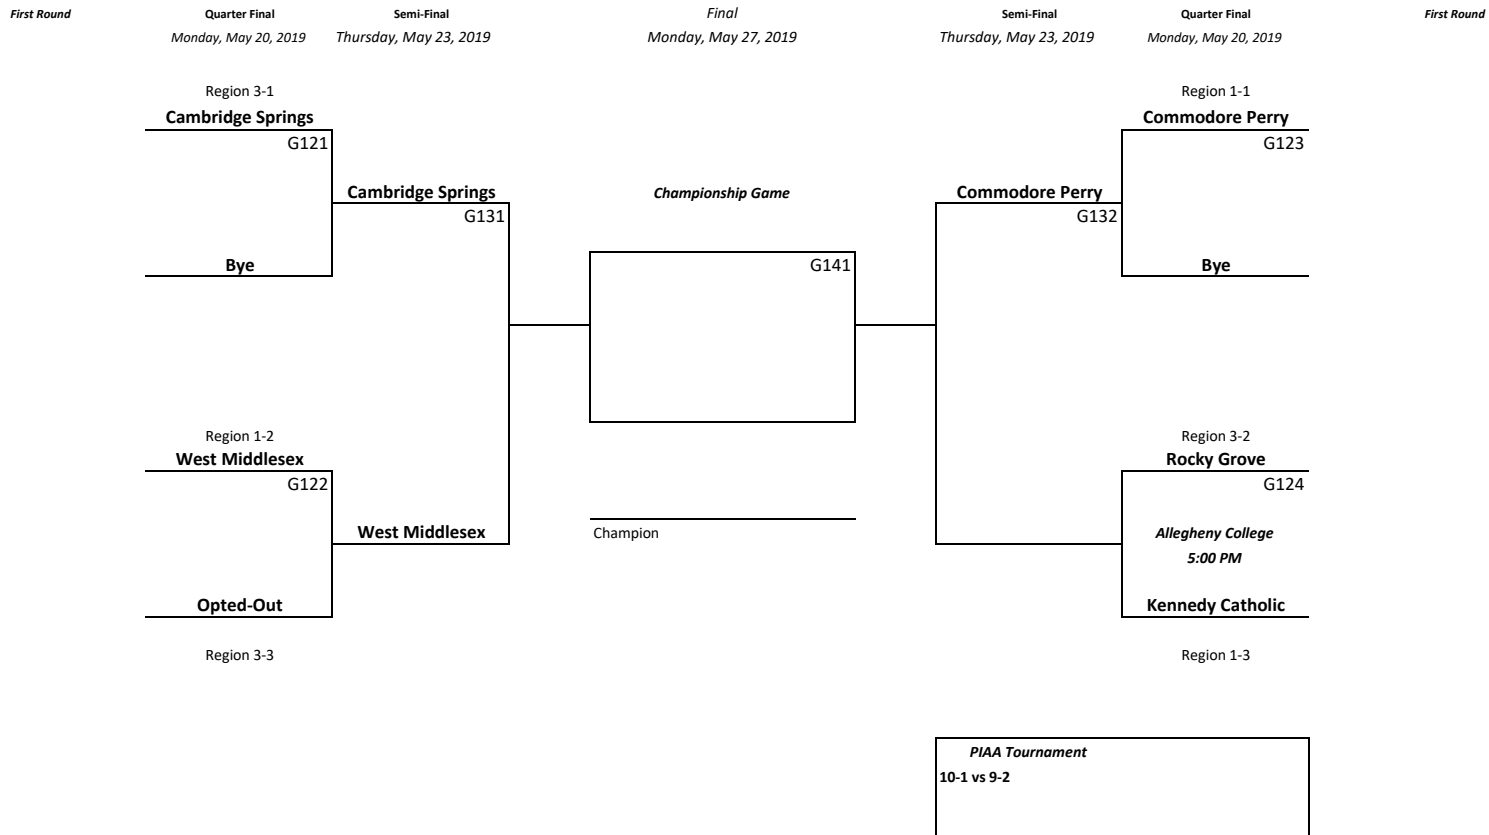 First Round
Quarter Final
Semi-Final
Final
Semi-Final
Quarter Final
First Round
Monday, May 20, 2019
Thursday, May 23, 2019
Monday, May 27, 2019
Thursday, May 23, 2019
Monday, May 20, 2019
Region 3-1
Region 1-1
Cambridge Springs
Commodore Perry
G121
G123
Cambridge Springs
Championship Game
Commodore Perry
G131
G132
Bye
G141
Bye
Region 1-2
Region 3-2
West Middlesex
Rocky Grove
G122
G124
West Middlesex
Champion
Allegheny College
5:00 PM
Opted-Out
Kennedy Catholic
Region 3-3
Region 1-3
PIAA Tournament
10-1 vs 9-2